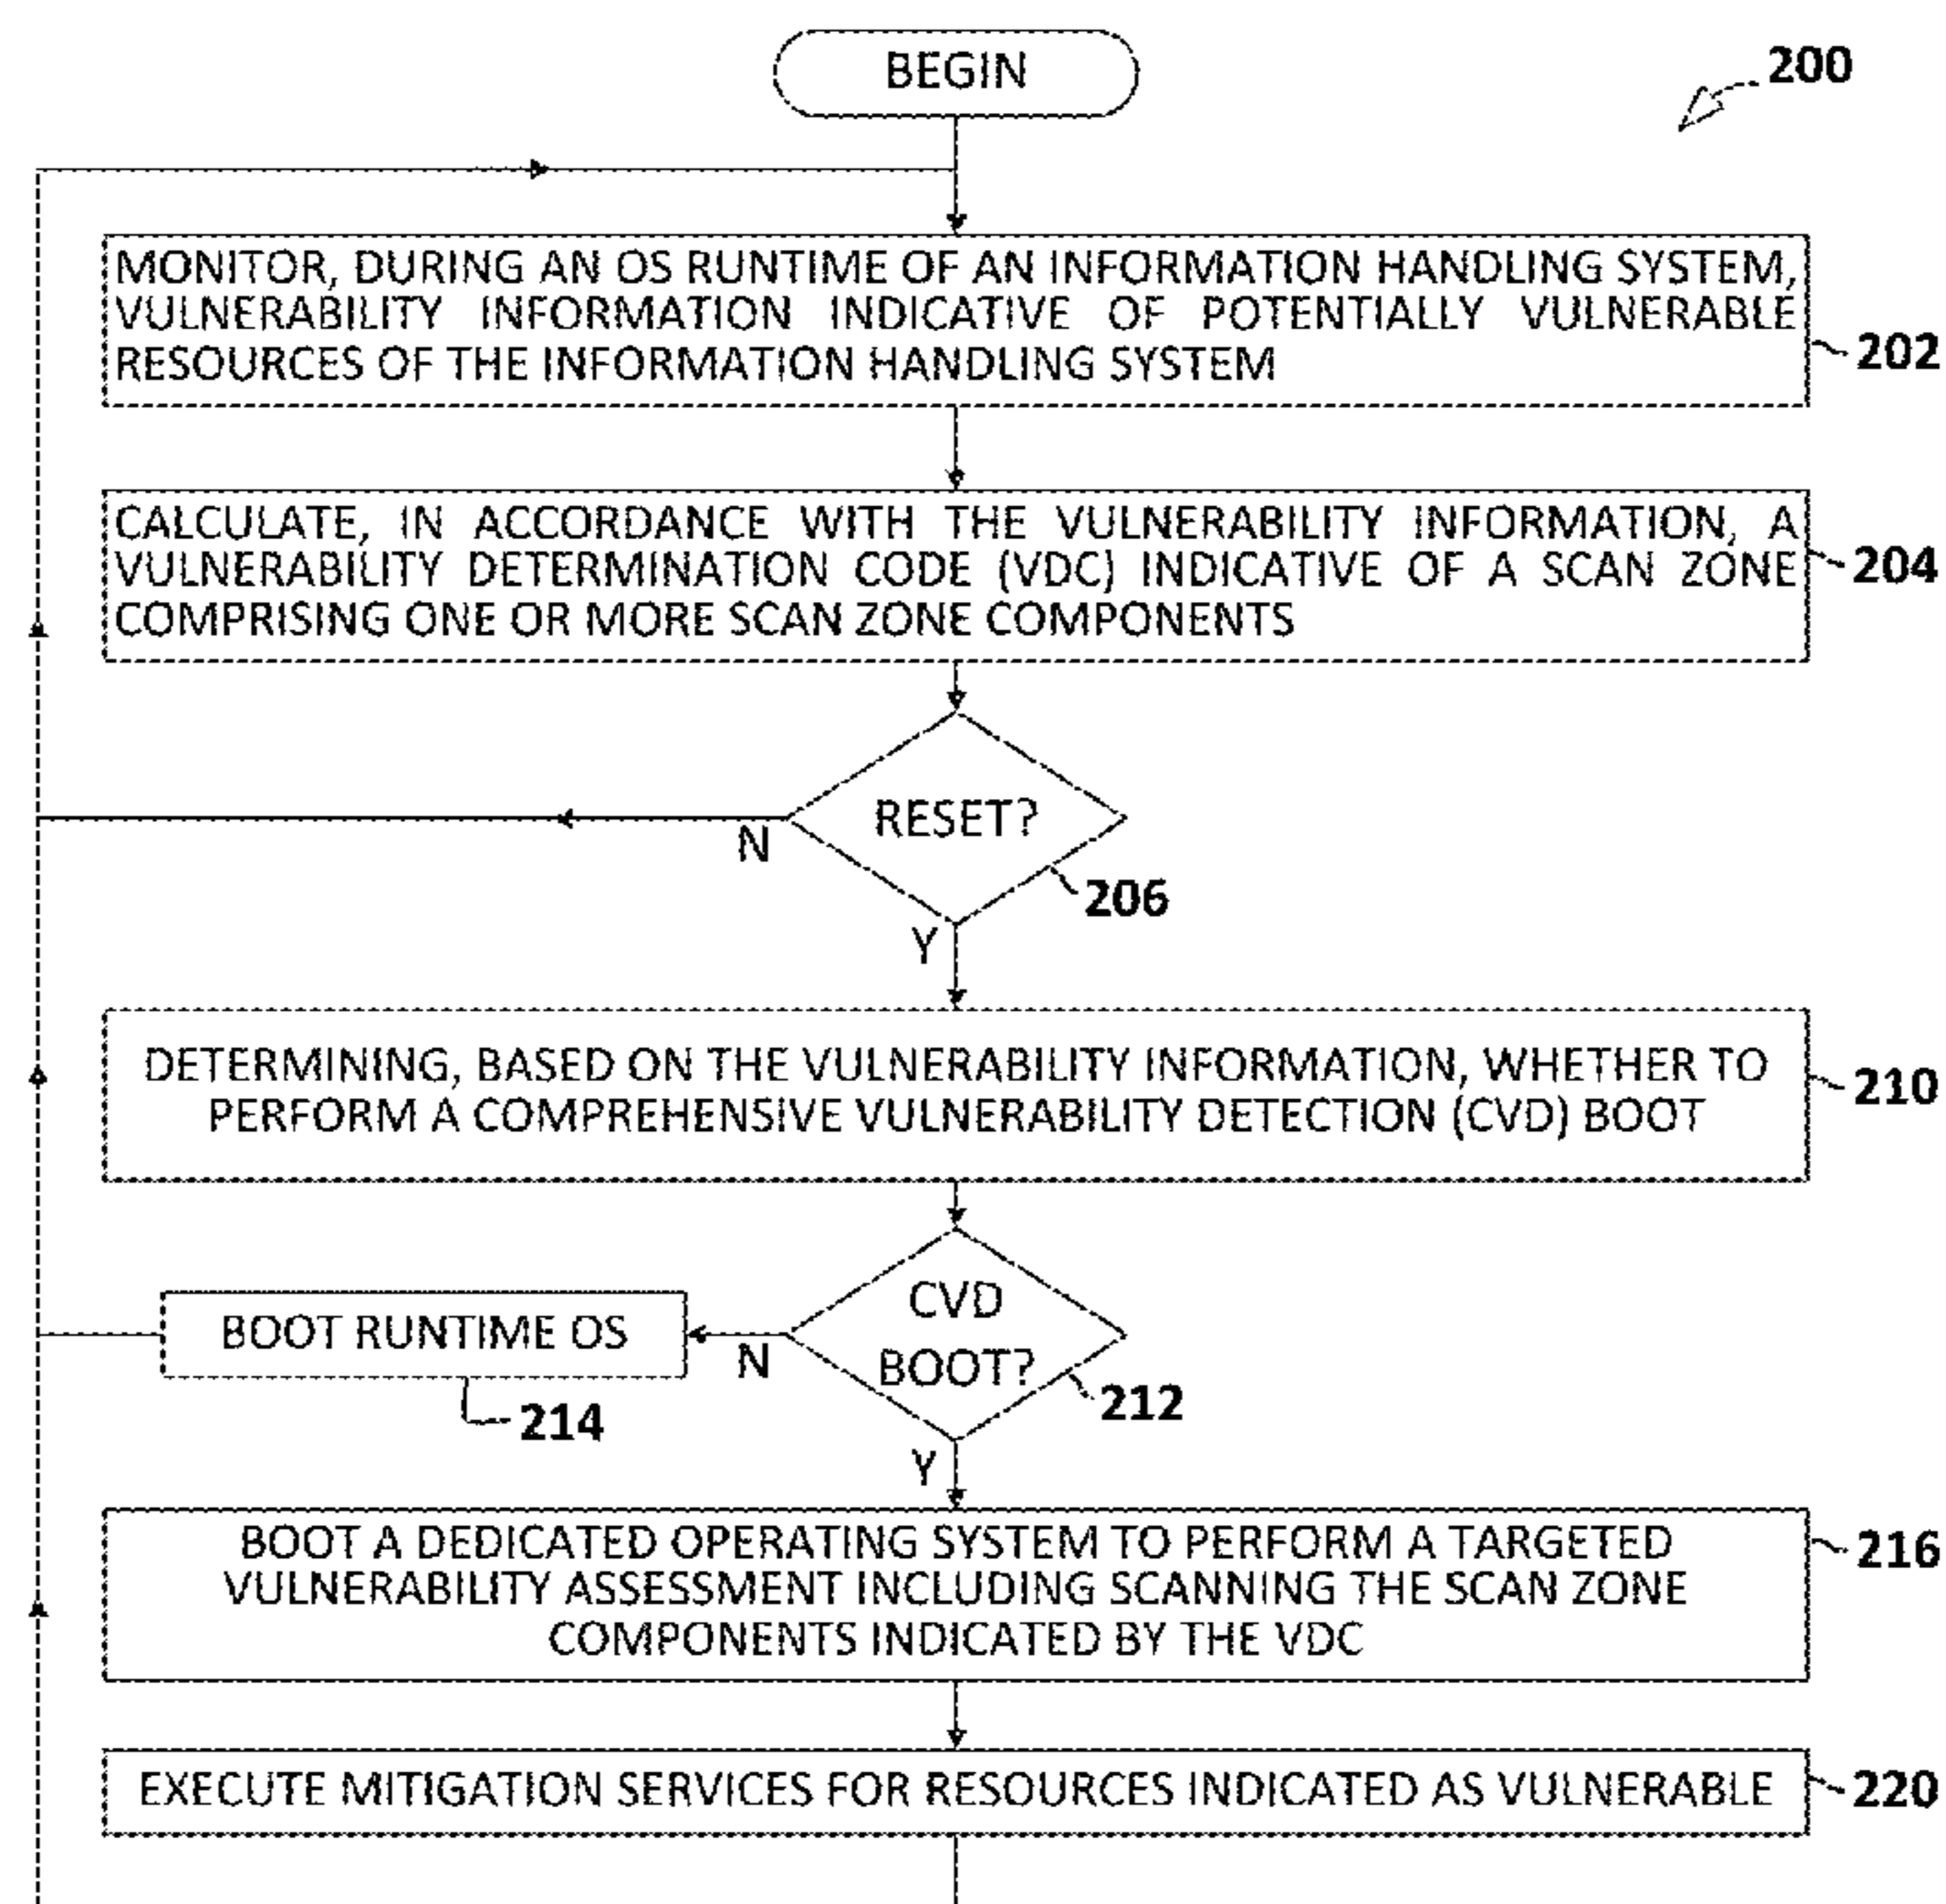 BEGIN
200
MONITOR, DURING AN OS RUNTIME OF AN INFORMATION HANDLING SYSTEM,
VULNERABILITY INFORMATION INDICATIVE OF POTENTIALLY VULNERABLE
RESOURCES OF THE INFORMATION HANDLING SYSTEM
202
CALCULATE, IN ACCORDANCE WITH THE VULNERABILITY INFORMATION, A
VULNERABILITY DETERMINATION CODE (VDC) INDICATIVE OF A SCAN ZONE
COMPRISING ONE OR MORE SCAN ZONE COMPONENTS
204
RESET?
N
206
Y
DETERMINING, BASED ON THE VULNERABILITY INFORMATION, WHETHER TO
PERFORM A COMPREHENSIVE VULNERABILITY DETECTION (CVD) BOOT
210
CVD
BOOT?
N
212
BOOT RUNTIME OS
214
Y
BOOT A DEDICATED OPERATING SYSTEM TO PERFORM A TARGETED
VULNERABILITY ASSESSMENT INCLUDING SCANNING THE SCAN ZONE
COMPONENTS INDICATED BY THE VDC
216
EXECUTE MITIGATION SERVICES FOR RESOURCES INDICATED AS VULNERABLE
220